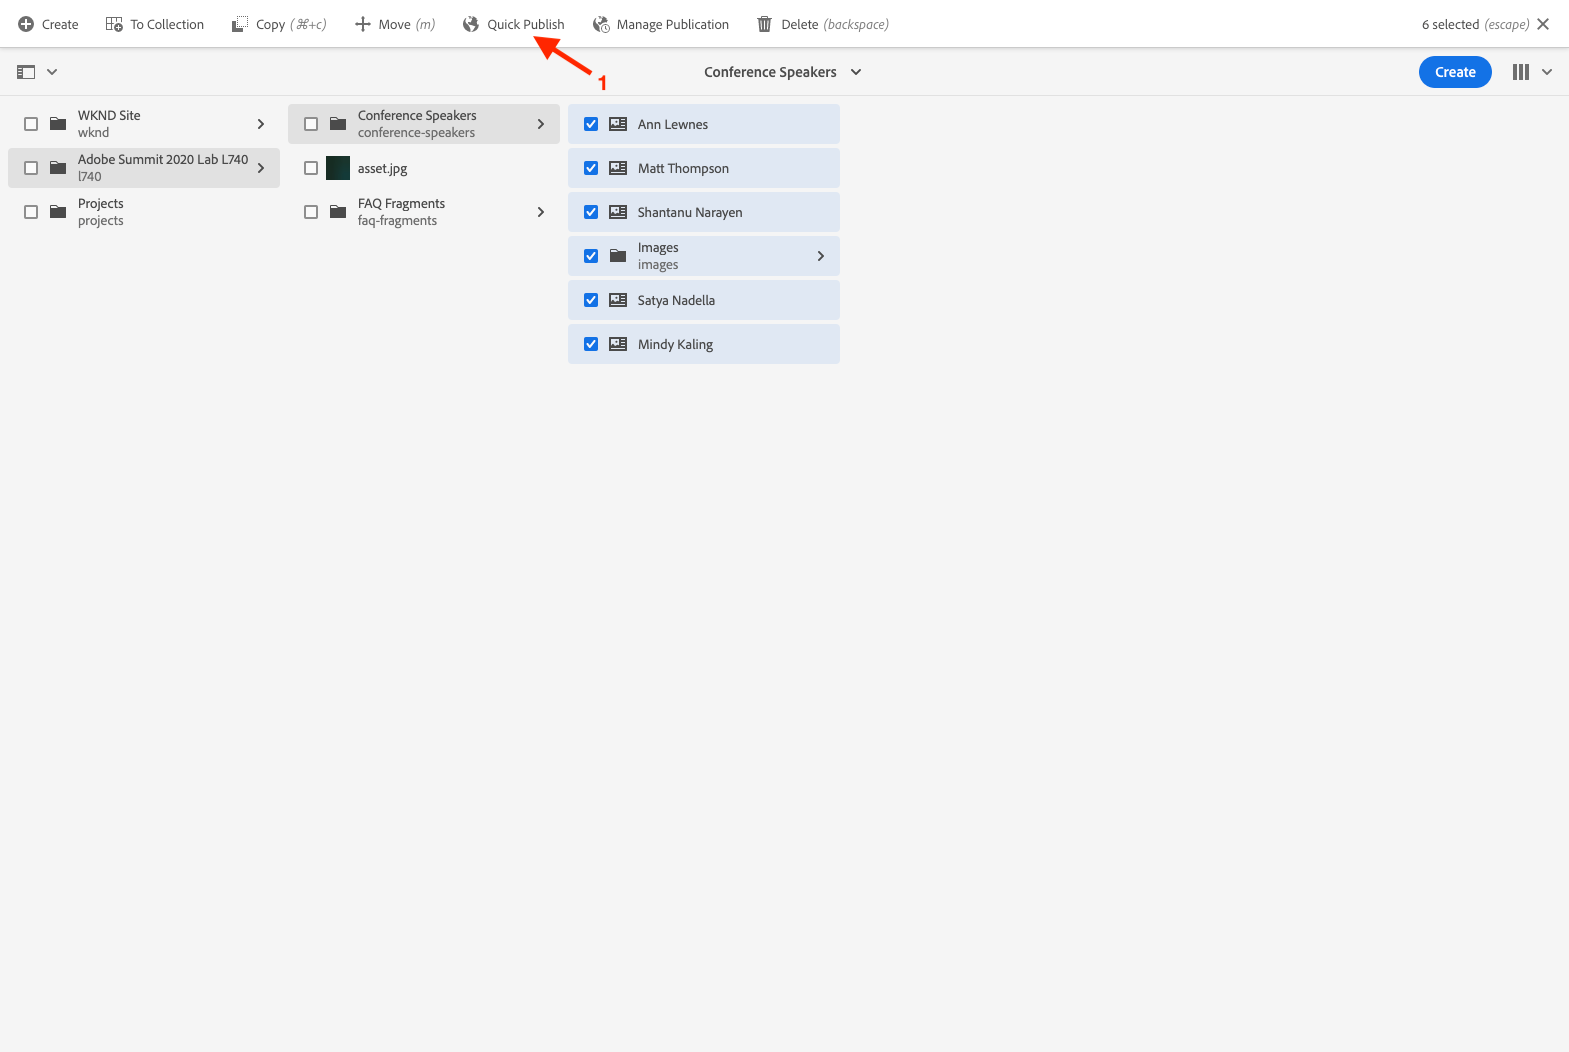 Create To Collection Copy (⌘+c) Move (m) Quick Publish Manage Publication Delete (backspace) 6 selected (escape)
1
Conference Speakers Create
WKND Site
wknd
Adobe Summit 2020 Lab L740
l740
Projects
projects
Conference Speakers
conference-speakers
asset.jpg
FAQ Fragments
faq-fragments
Ann Lewnes
Matt Thompson
Shantanu Narayen
Images
images
Satya Nadella
Mindy Kaling